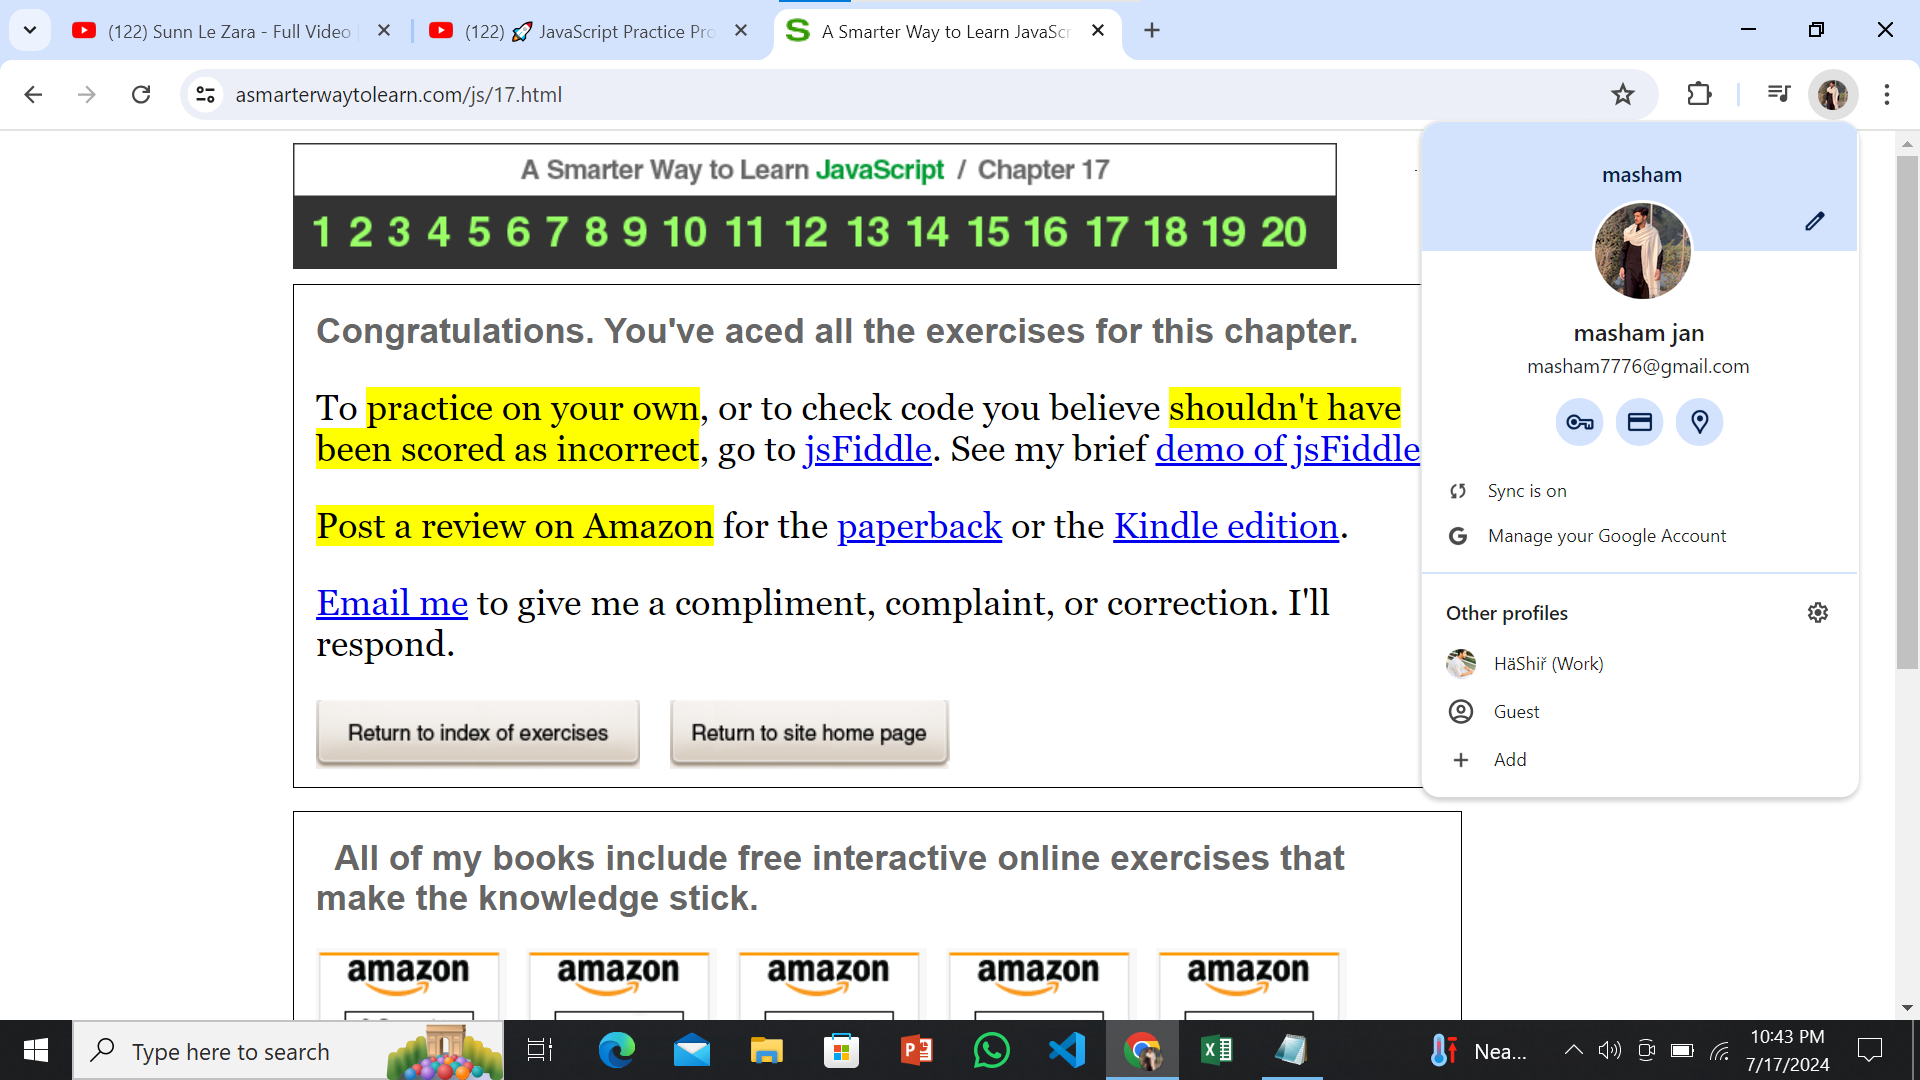 (122) Sunn Le Zara - Full Video
(122) 🚀 JavaScript Practice Pro
A Smarter Way to Learn JavaScr
asmarterwaytolearn.com/js/17.html
A Smarter Way to Learn JavaScript / Chapter 17
1 2 3 4 5 6 7 8 9 10 11 12 13 14 15 16 17 18 19 20
Congratulations. You've aced all the exercises for this chapter.
To practice on your own, or to check code you believe shouldn't have
been scored as incorrect, go to jsFiddle. See my brief demo of jsFiddle
Post a review on Amazon for the paperback or the Kindle edition.
Email me to give me a compliment, complaint, or correction. I'll
respond.
Return to index of exercises
Return to site home page
All of my books include free interactive online exercises that
make the knowledge stick.
amazon
amazon
amazon
amazon
amazon
masham
masham jan
masham7776@gmail.com
Sync is on
Manage your Google Account
Other profiles
HäShiř (Work)
Guest
Add
Type here to search
Nea...
10:43 PM
7/17/2024